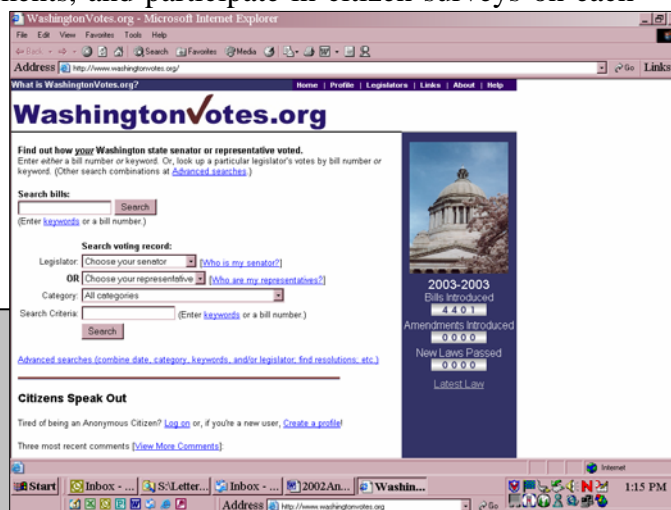 ents, and participate in citizen surveys on each
WashingtonVotes.org - Microsoft Internet Explorer
File Edit View Favorites Tools Help
Back Search Favorites Media
Address http://www.washingtonvotes.org/ Go Links
What is WashingtonVotes.org? Home | Profile | Legislators | Links | About | Help
WashingtonVotes.org
Find out how your Washington state senator or representative voted.
Enter either a bill number or keyword. Or, look up a particular legislator's votes by bill number or
keyword. (Other search combinations at Advanced searches.)
Search bills:
Search
(Enter keywords or a bill number.)
Search voting record:
Legislator: Choose your senator [Who is my senator?]
OR Choose your representative [Who are my representatives?]
Category: All categories
Search Criteria: (Enter keywords or a bill number.)
Search
Advanced searches (combine date, category, keywords, and/or legislator; find resolutions; etc.)
Citizens Speak Out
Tired of being an Anonymous Citizen? Log on or, if you're a new user, Create a profile!
Three most recent comments [View More Comments]:
2003-2003
Bills Introduced
4401
Amendments Introduced
0000
New Laws Passed
0000
Latest Law
Internet
Start Inbox - ... S:\Letter... Inbox - ... 2002An... Washin... 1:15 PM
Address http://www.washingtonvotes.org Go